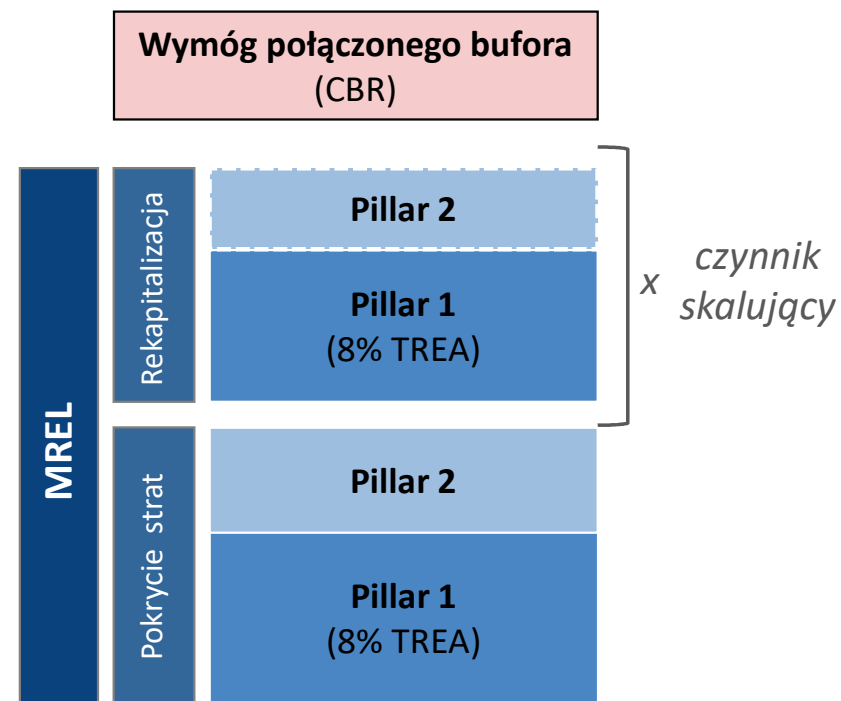 Wymóg połączonego bufora
(CBR)
MREL
Rekapitalizacja
Pillar 2
Pillar 1
(8% TREA)
x
czynnik
skalujący
Pokrycie strat
Pillar 2
Pillar 1
(8% TREA)